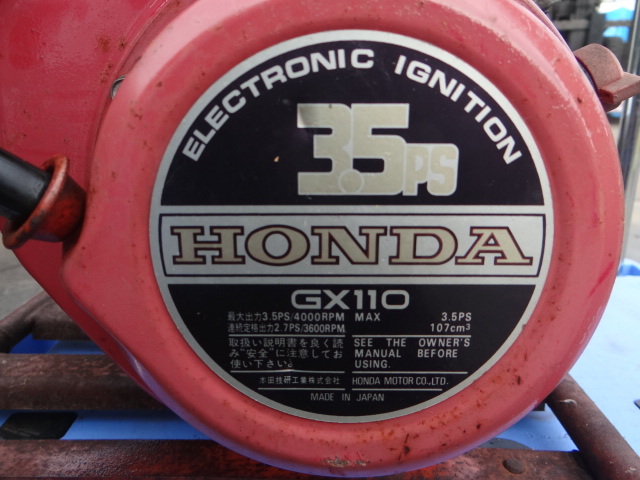 ELECTRONIC IGNITION
3.5PS
HONDA
GX110
最大出力3.5PS/4000RPM MAX 3.5PS
連続定格出力2.7PS/3600RPM 107cm³
取扱い説明書を良く読
み"安全"に注意してお
使い下さい。
SEE THE OWNER'S
MANUAL BEFORE
USING.
本田技研工業株式会社 HONDA MOTOR CO.,LTD.
MADE IN JAPAN